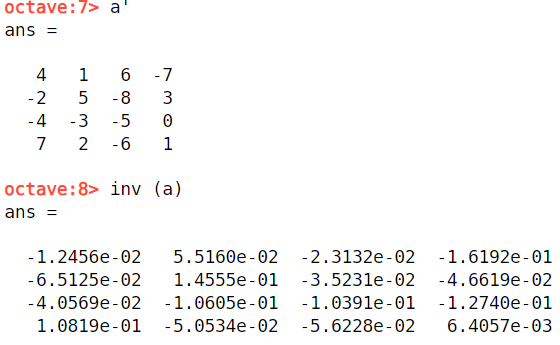 octave:7> a'
ans =
4 1 6 -7
-2 5 -8 3
-4 -3 -5 0
7 2 -6 1
octave:8> inv (a)
ans =
-1.2456e-02 5.5160e-02 -2.3132e-02 -1.6192e-01
-6.5125e-02 1.4555e-01 -3.5231e-02 -4.6619e-02
-4.0569e-02 -1.0605e-01 -1.0391e-01 -1.2740e-01
1.0819e-01 -5.0534e-02 -5.6228e-02 6.4057e-03